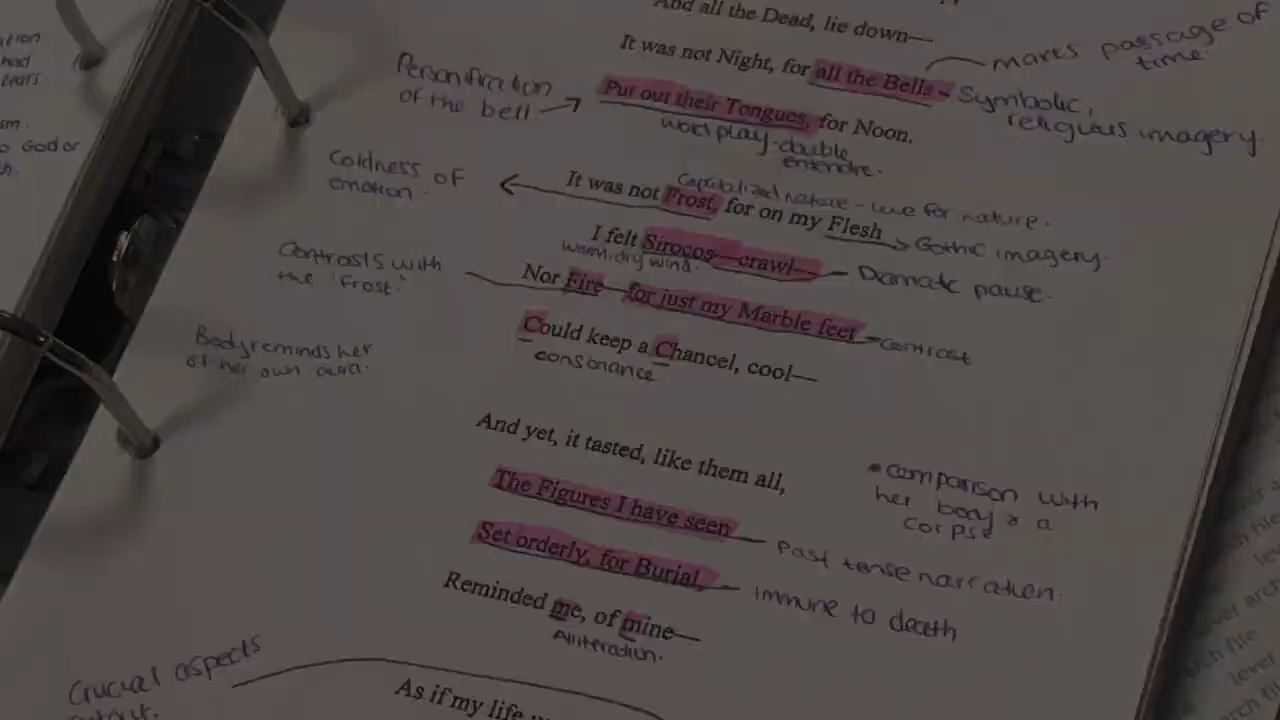 And all the Dead, lie down—
marks passage of
time.
It was not Night, for all the Bells
Symbolic,
religious imagery.
Personification
of the bell
Put out their Tongues, for Noon.
word play - double
entendre.
Coldness of
emotion.
Capitalized nature - love for nature.
It was not Frost, for on my Flesh
Gothic imagery.
I felt Sirocos—crawl—
warm/dry wind.
Dramatic pause.
Contrasts with
the 'Frost.'
Nor Fire—for just my Marble feet
contrast
Could keep a Chancel, cool—
consonance
Body reminds her
of her own
And yet, it tasted, like them all,
• comparison with
her body & a
corpse
The Figures I have seen
Past tense narration.
Set orderly, for Burial,
immune to death
Reminded me, of mine—
Alliteration.
Crucial aspects
As if my life
had
God or
level